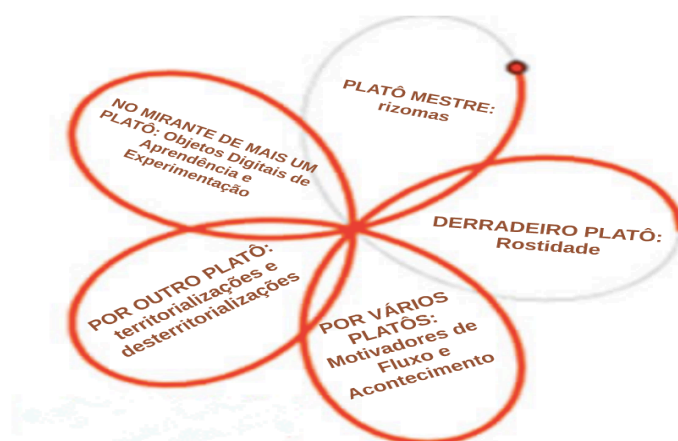 PLATÔ MESTRE:
rizomas
NO MIRANTE DE MAIS UM
PLATÔ: Objetos Digitais de
Aprendência e
Experimentação
DERRADEIRO PLATÔ:
Rostidade
POR OUTRO PLATÔ:
territorializações e
desterritorializações
POR VÁRIOS
PLATÔS:
Motivadores de
Fluxo e
Acontecimento